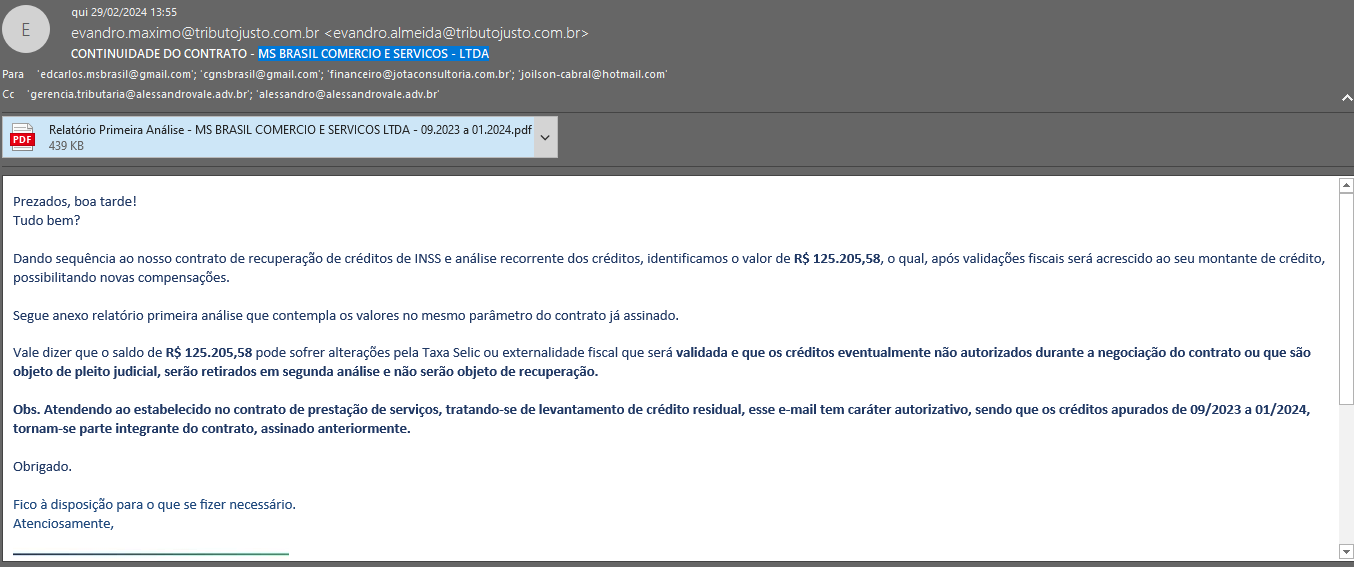 E
qui 29/02/2024 13:55
evandro.maximo@tributojusto.com.br <evandro.almeida@tributojusto.com.br>
CONTINUIDADE DO CONTRATO - MS BRASIL COMERCIO E SERVICOS - LTDA
Para 'edcarlos.msbrasil@gmail.com'; 'cgnsbrasil@gmail.com'; 'financeiro@jotaconsultoria.com.br'; 'joilson-cabral@hotmail.com'
Cc 'gerencia.tributaria@alessandrovale.adv.br'; 'alessandro@alessandrovale.adv.br'
PDF
Relatório Primeira Análise - MS BRASIL COMERCIO E SERVICOS LTDA - 09.2023 a 01.2024.pdf
439 KB
Prezados, boa tarde!
Tudo bem?
Dando sequência ao nosso contrato de recuperação de créditos de INSS e análise recorrente dos créditos, identificamos o valor de R$ 125.205,58, o qual, após validações fiscais será acrescido ao seu montante de crédito,
possibilitando novas compensações.
Segue anexo relatório primeira análise que contempla os valores no mesmo parâmetro do contrato já assinado.
Vale dizer que o saldo de R$ 125.205,58 pode sofrer alterações pela Taxa Selic ou externalidade fiscal que será validada e que os créditos eventualmente não autorizados durante a negociação do contrato ou que são
objeto de pleito judicial, serão retirados em segunda análise e não serão objeto de recuperação.
Obs. Atendendo ao estabelecido no contrato de prestação de serviços, tratando-se de levantamento de crédito residual, esse e-mail tem caráter autorizativo, sendo que os créditos apurados de 09/2023 a 01/2024,
tornam-se parte integrante do contrato, assinado anteriormente.
Obrigado.
Fico à disposição para o que se fizer necessário.
Atenciosamente,